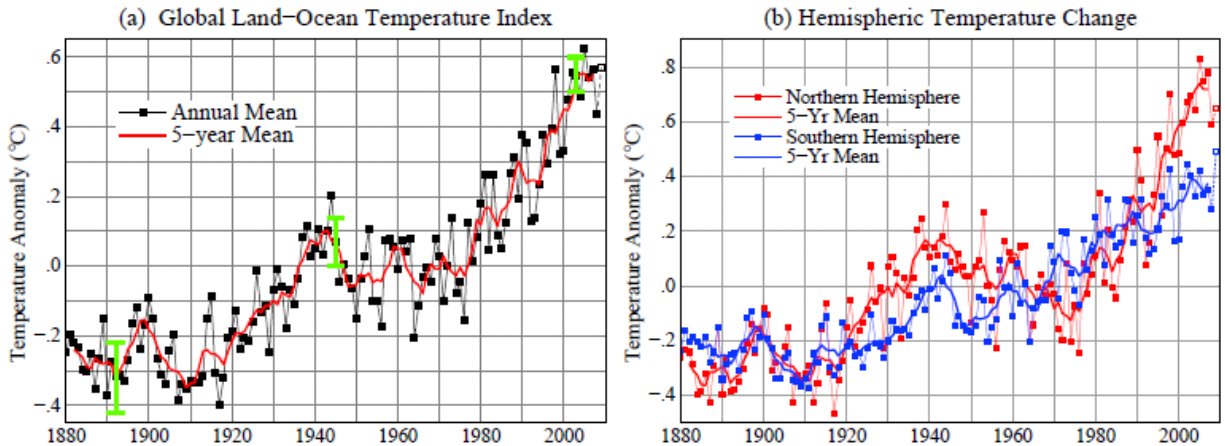 (a) Global Land−Ocean Temperature Index
.6
.4
.2
.0
−.2
−.4
Temperature Anomaly (°C)
Annual Mean
5−year Mean
1880 1900 1920 1940 1960 1980 2000
(b) Hemispheric Temperature Change
.8
.6
.4
.2
.0
−.2
−.4
Temperature Anomaly (°C)
Northern Hemisphere
5−Yr Mean
Southern Hemisphere
5−Yr Mean
1880 1900 1920 1940 1960 1980 2000